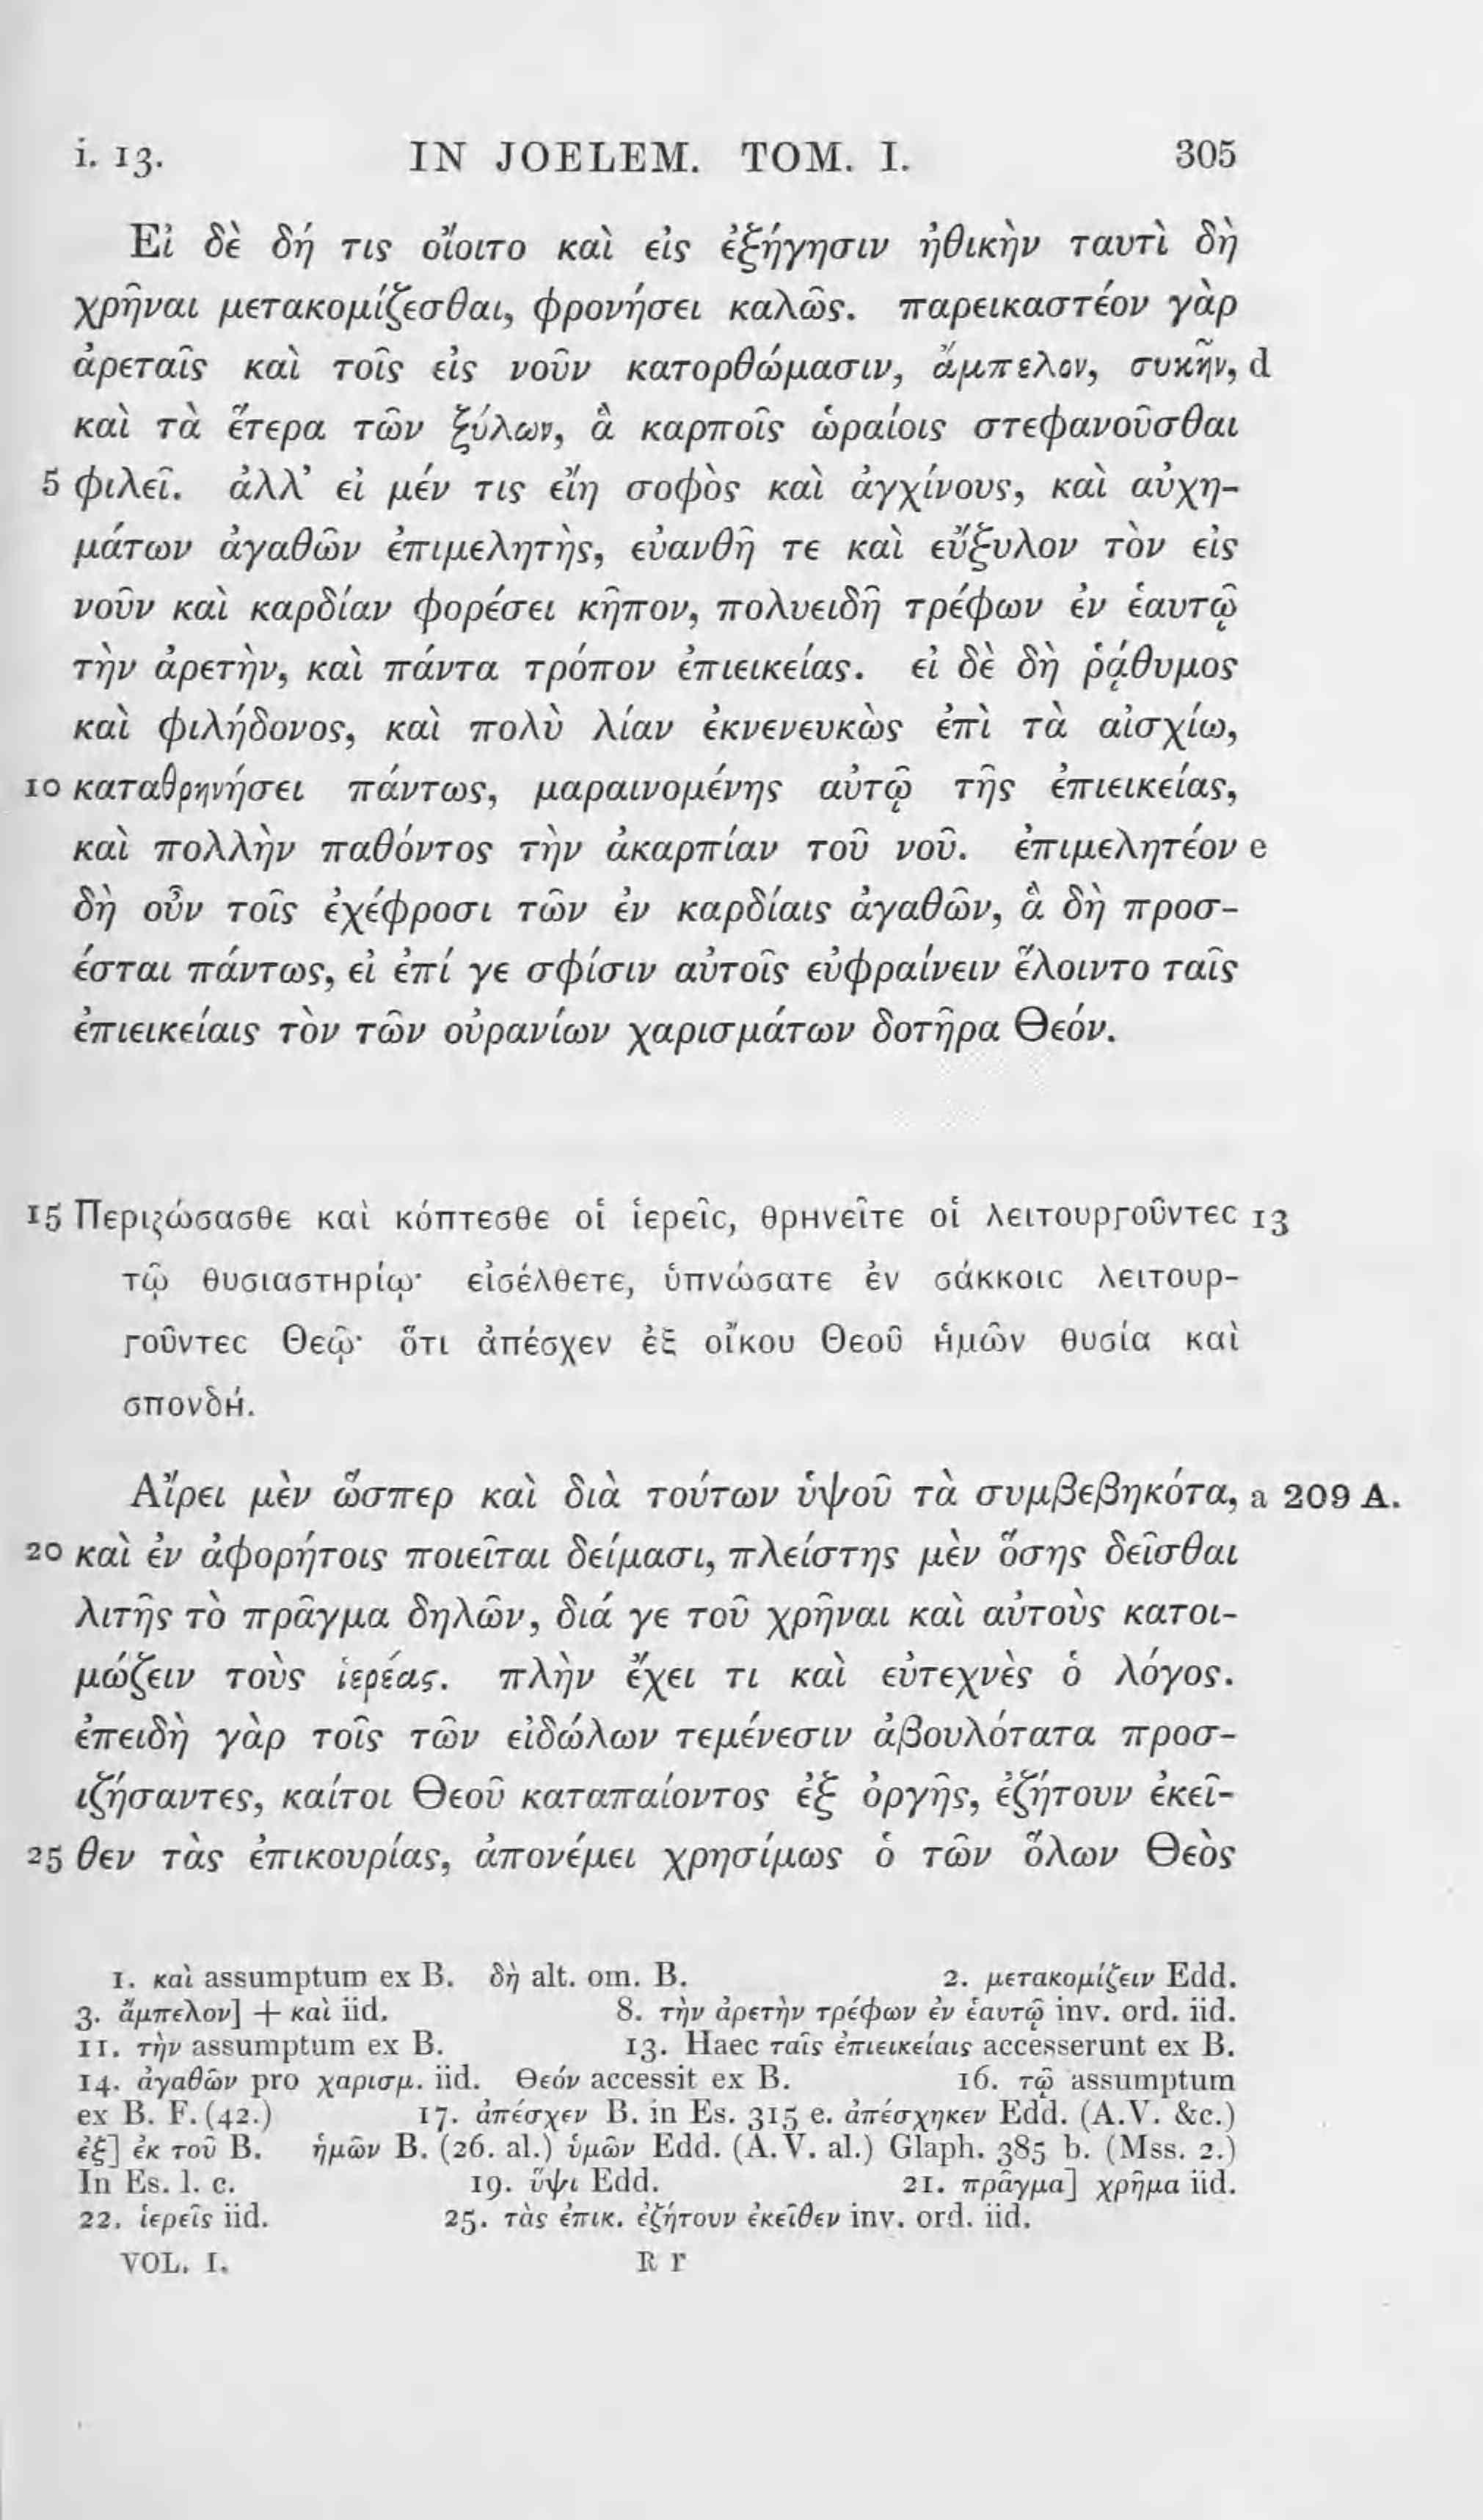 i. 13. IN JOELEM. TOM. I. 305
Εἰ δὲ δή τις οἴοιτο καὶ εἰς ἐξήγησιν ἠθικὴν ταυτὶ δὴ
χρῆναι μετακομίζεσθαι, φρονήσει καλῶς. παρεικαστέον γὰρ
ἀρεταῖς καὶ τοῖς εἰς νοῦν κατορθώμασιν, ἄμπελον, συκῆν, d
καὶ τὰ ἕτερα τῶν ξύλων, ἃ καρποῖς ὡραίοις στεφανοῦσθαι
5 φιλεῖ. ἀλλ’ εἰ μέν τις εἴη σοφὸς καὶ ἀγχίνους, καὶ αὐχη-
μάτων ἀγαθῶν ἐπιμελητὴς, εὐανθῆ τε καὶ εὔξυλον τὸν εἰς
νοῦν καὶ καρδίαν φορέσει κῆπον, πολυειδῆ τρέφων ἐν ἑαυτῷ
τὴν ἀρετὴν, καὶ πάντα τρόπον ἐπιεικείας. εἰ δὲ δὴ ῥᾴθυμος
καὶ φιλήδονος, καὶ πολὺ λίαν ἐκνενευκὼς ἐπὶ τὰ αἰσχίω,
10 καταθρηνήσει πάντως, μαραινομένης αὐτῷ τῆς ἐπιεικείας,
καὶ πολλὴν παθόντος τὴν ἀκαρπίαν τοῦ νοῦ. ἐπιμελητέον e
δὴ οὖν τοῖς ἐχέφροσι τῶν ἐν καρδίαις ἀγαθῶν, ἃ δὴ προσ-
έσται πάντως, εἰ ἐπί γε σφίσιν αὐτοῖς εὐφραίνειν ἕλοιντο ταῖς
ἐπιεικείαις τὸν τῶν οὐρανίων χαρισμάτων δοτῆρα Θεόν.
15 Περιζώσασθε καὶ κόπτεσθε οἱ ἱερεῖς, θρηνεῖτε οἱ λειτουργοῦντες 13
τῷ θυσιαστηρίῳ· εἰσέλθετε, ὑπνώσατε ἐν σάκκοις λειτουρ-
γοῦντες Θεῷ· ὅτι ἀπέσχεν ἐξ οἴκου Θεοῦ ἡμῶν θυσία καὶ
σπονδή.
Αἴρει μὲν ὥσπερ καὶ διὰ τούτων ὑψοῦ τὰ συμβεβηκότα, a 209 A.
20 καὶ ἐν ἀφορήτοις ποιεῖται δείμασι, πλείστης μὲν ὅσης δεῖσθαι
λιτῆς τὸ πρᾶγμα δηλῶν, διά γε τοῦ χρῆναι καὶ αὐτοὺς κατοι-
μώζειν τοὺς ἱερέας. πλὴν ἔχει τι καὶ εὐτεχνὲς ὁ λόγος.
ἐπειδὴ γὰρ τοῖς τῶν εἰδώλων τεμένεσιν ἀβουλότατα προσ-
ιζήσαντες, καίτοι Θεοῦ καταπαίοντος ἐξ ὀργῆς, ἐζήτουν ἐκεῖ-
25 θεν τὰς ἐπικουρίας, ἀπονέμει χρησίμως ὁ τῶν ὅλων Θεὸς
1. καὶ assumptum ex B. δὴ alt. om. B. 2. μετακομίζειν Edd.
3. ἄμπελον] + καὶ iid. 8. τὴν ἀρετὴν τρέφων ἐν ἑαυτῷ inv. ord. iid.
11. τὴν assumptum ex B. 13. Haec ταῖς ἐπιεικείαις accesserunt ex B.
14. ἀγαθῶν pro χαρισμ. iid. Θεόν accessit ex B. 16. τῷ assumptum
ex B. F. (42.) 17. ἀπέσχεν B. in Es. 315 e. ἀπέσχηκεν Edd. (A.V. &c.)
ἐξ] ἐκ τοῦ B. ἡμῶν B. (26. al.) ὑμῶν Edd. (A.V. al.) Glaph. 385 b. (Mss. 2.)
In Es. l. c. 19. ὕψι Edd. 21. πρᾶγμα] χρῆμα iid.
22. ἱερεῖς iid. 25. τὰς ἐπικ. ἐζήτουν ἐκεῖθεν inv. ord. iid.
VOL. I. R r